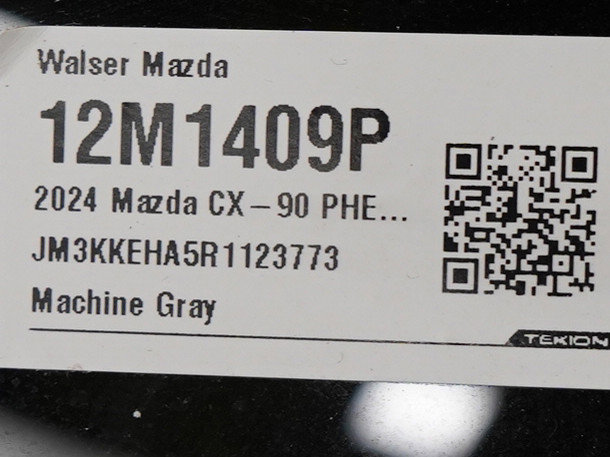 Walser Mazda
12M1409P
2024 Mazda CX-90 PHE...
JM3KKEHA5R1123773
Machine Gray
TEKION